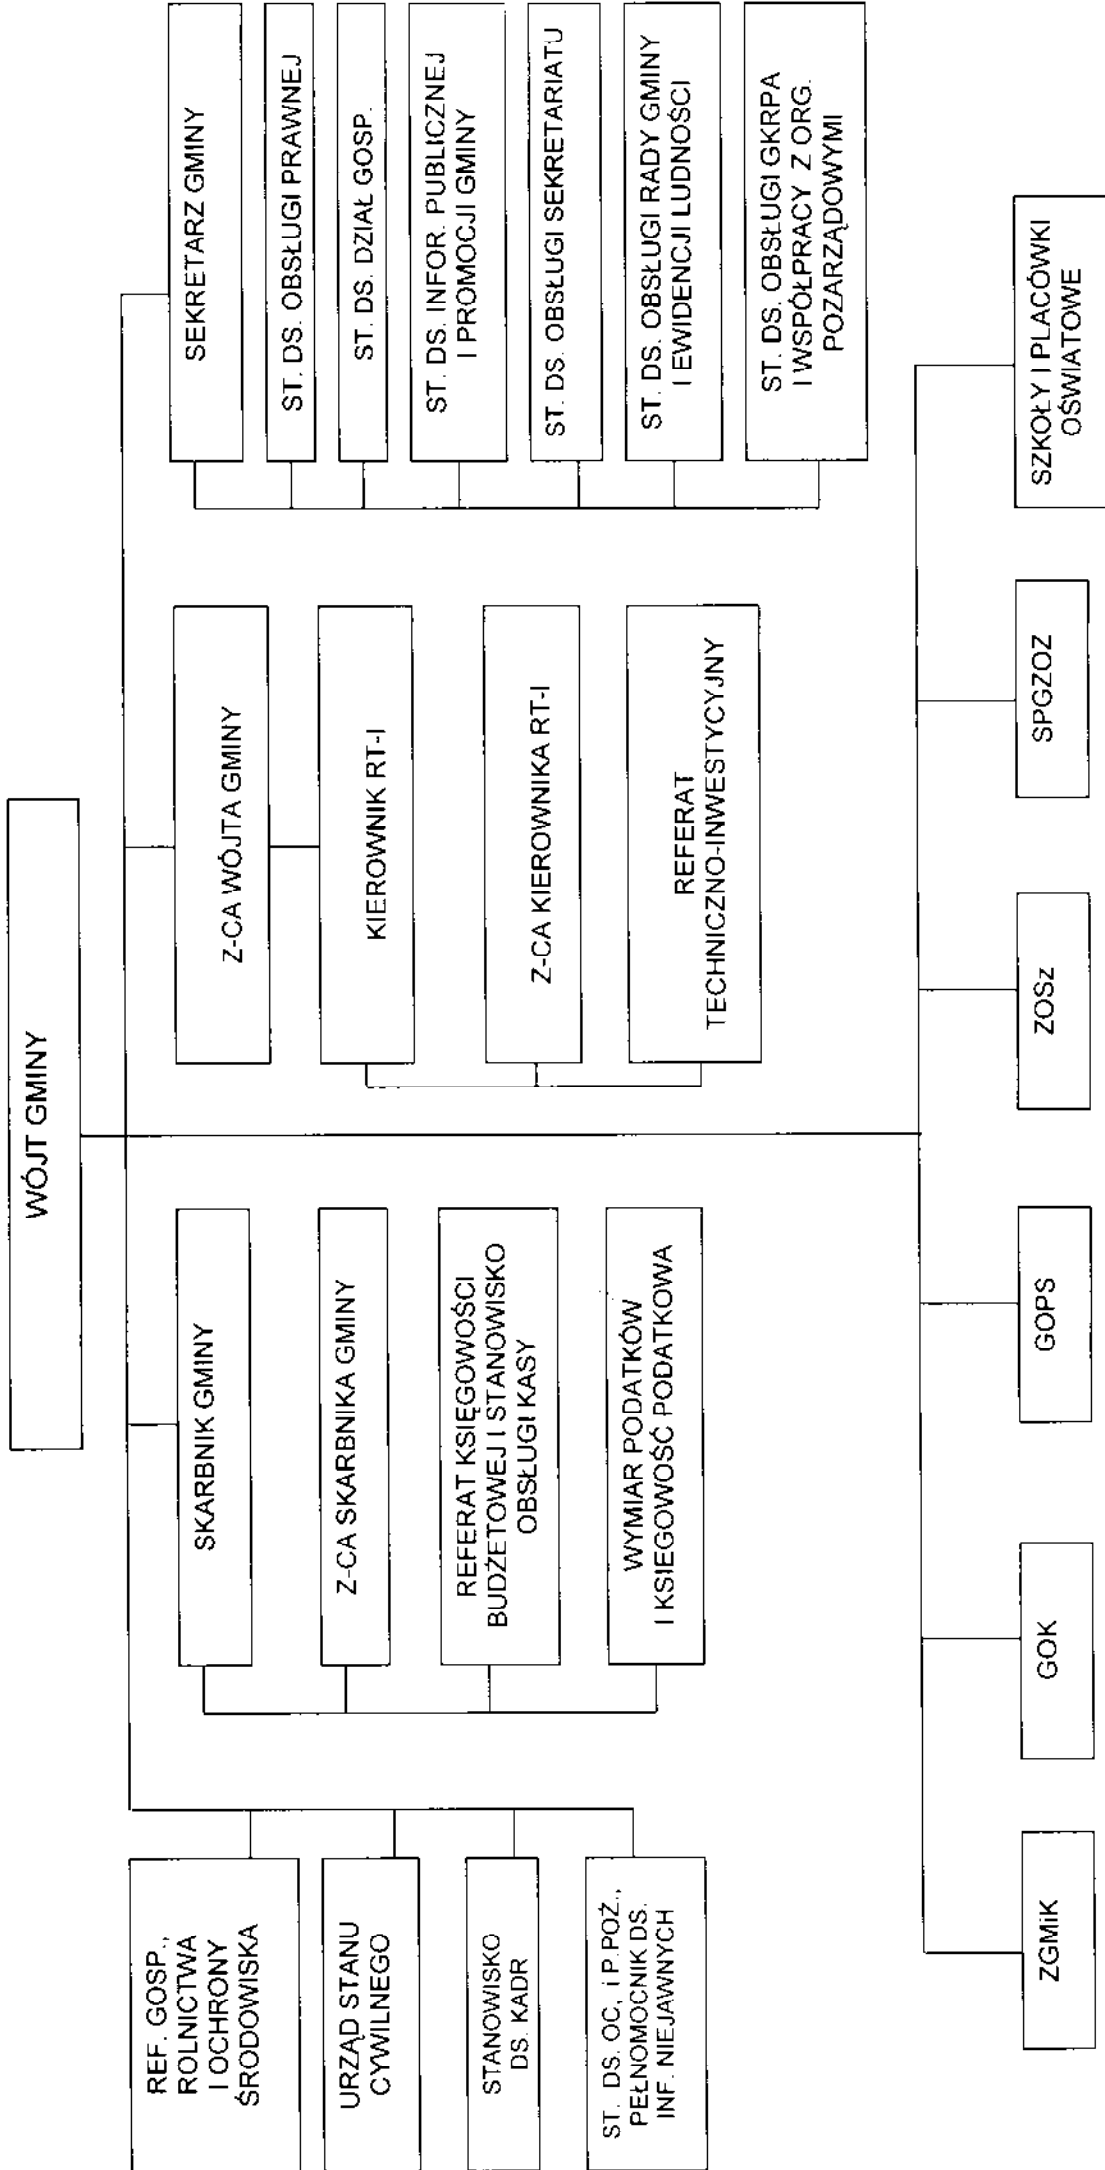 WÓJT GMINY
REF. GOSP.,
ROLNICTWA
I OCHRONY
ŚRODOWISKA
URZĄD STANU
CYWILNEGO
STANOWISKO
DS. KADR
ST. DS. OC, i P.POŻ.,
PEŁNOMOCNIK DS.
INF. NIEJAWNYCH
SKARBNIK GMINY
Z-CA SKARBNIKA GMINY
REFERAT KSIĘGOWOŚCI
BUDŻETOWEJ I STANOWISKO
OBSŁUGI KASY
WYMIAR PODATKÓW
I KSIEGOWOŚĆ PODATKOWA
Z-CA WÓJTA GMINY
KIEROWNIK RT-I
Z-CA KIEROWNIKA RT-I
REFERAT
TECHNICZNO-INWESTYCYJNY
SEKRETARZ GMINY
ST. DS. OBSŁUGI PRAWNEJ
ST. DS. DZIAŁ GOSP.
ST. DS. INFOR. PUBLICZNEJ
I PROMOCJI GMINY
ST. DS. OBSŁUGI SEKRETARIATU
ST. DS. OBSŁUGI RADY GMINY
I EWIDENCJI LUDNOŚCI
ST. DS. OBSŁUGI GKRPA
I WSPÓŁPRACY Z ORG.
POZARZĄDOWYMI
ZGMiK
GOK
GOPS
ZOSz
SPGZOZ
SZKOŁY I PLACÓWKI
OŚWIATOWE